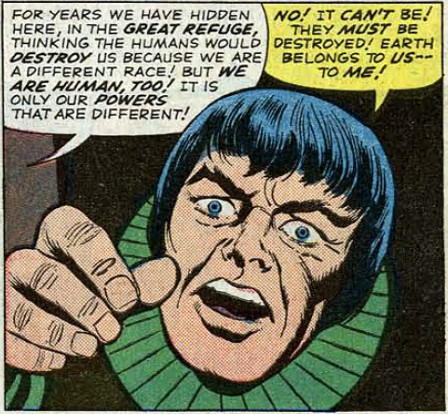 FOR YEARS WE HAVE HIDDEN
HERE, IN THE GREAT REFUGE,
THINKING THE HUMANS WOULD
DESTROY US BECAUSE WE ARE
A DIFFERENT RACE! BUT WE
ARE HUMAN, TOO! IT IS
ONLY OUR POWERS
THAT ARE DIFFERENT!
NO! IT CAN'T BE!
THEY MUST BE
DESTROYED! EARTH
BELONGS TO US--
TO ME!